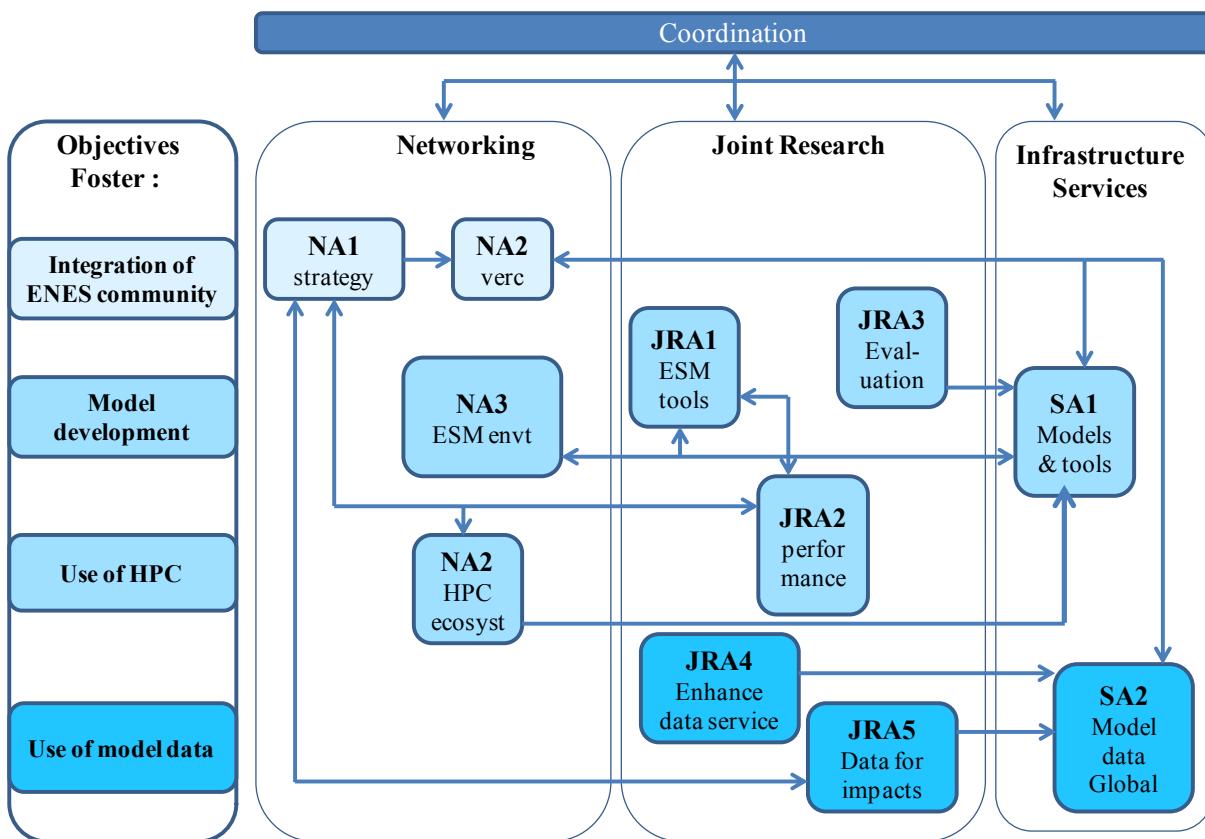 Coordination
Objectives
Foster :
Integration of
ENES community
Model
development
Use of HPC
Use of model data
Networking
NA1
strategy
NA2
verc
NA3
ESM envt
NA2
HPC
ecosyst
Joint Research
JRA1
ESM
tools
JRA3
Eval-
uation
JRA2
perfor
mance
JRA4
Enhance
data service
JRA5
Data for
impacts
Infrastructure
Services
SA1
Models
& tools
SA2
Model
data
Global